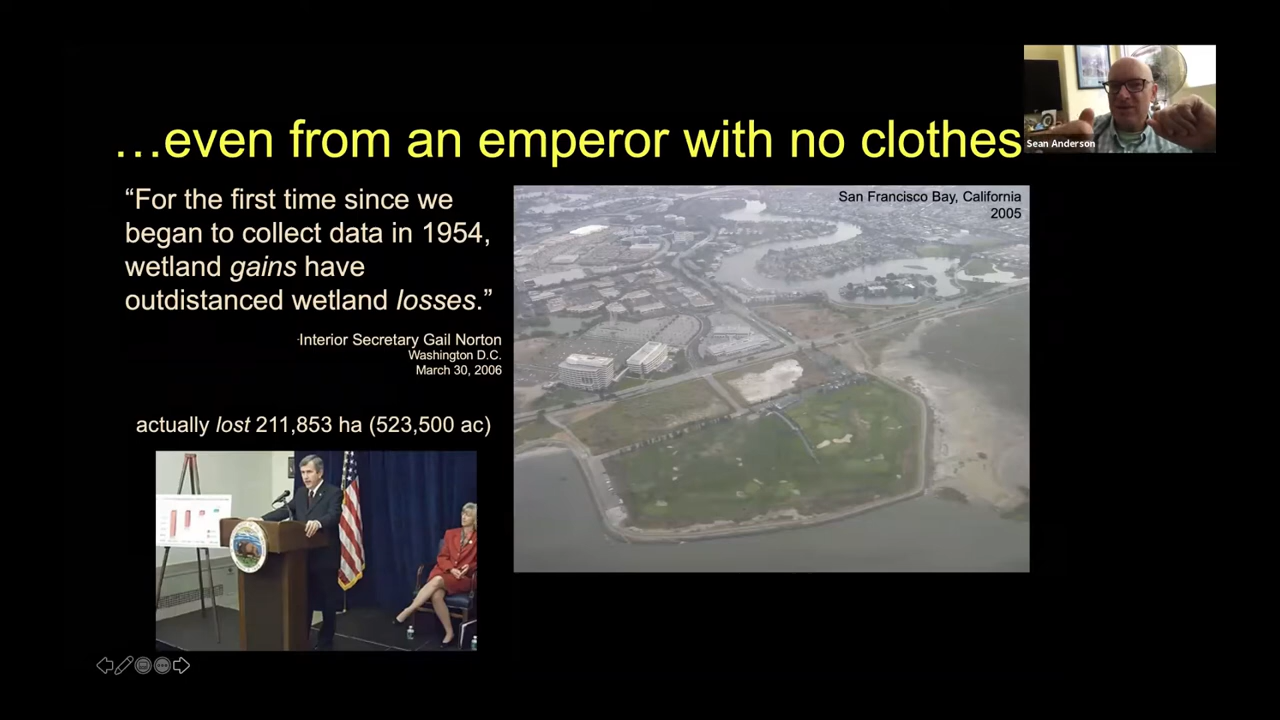 …even from an emperor with no clothes
Sean Anderson
“For the first time since we
began to collect data in 1954,
wetland gains have
outdistanced wetland losses.”
-Interior Secretary Gail Norton
Washington D.C.
March 30, 2006
actually lost 211,853 ha (523,500 ac)
San Francisco Bay, California
2005